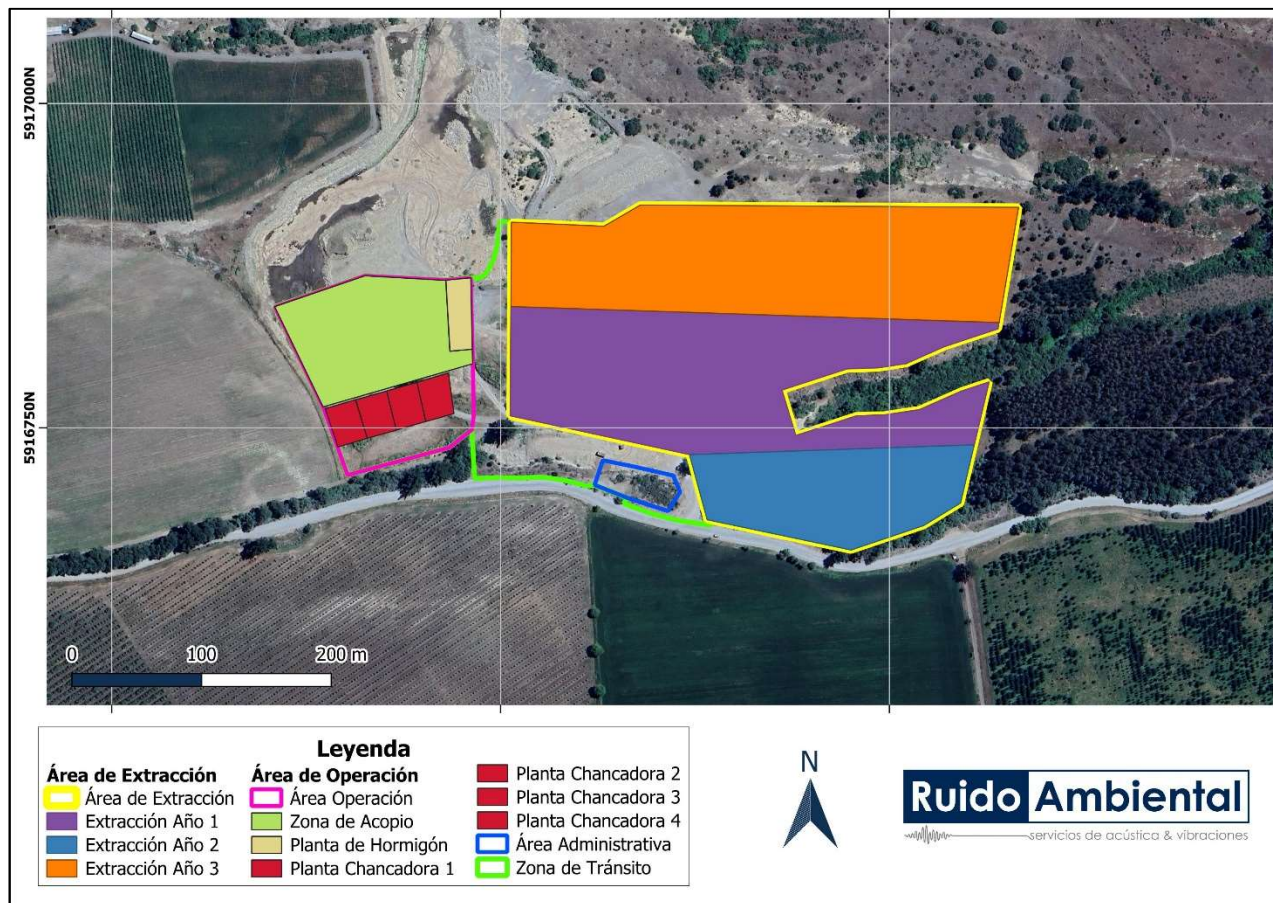 5917000N
5916750N
0 100 200 m
Leyenda
Área de Extracción
Área de Extracción
Extracción Año 1
Extracción Año 2
Extracción Año 3
Área de Operación
Área Operación
Zona de Acopio
Planta de Hormigón
Planta Chancadora 1
Planta Chancadora 2
Planta Chancadora 3
Planta Chancadora 4
Área Administrativa
Zona de Tránsito
N
Ruido Ambiental
servicios de acústica & vibraciones